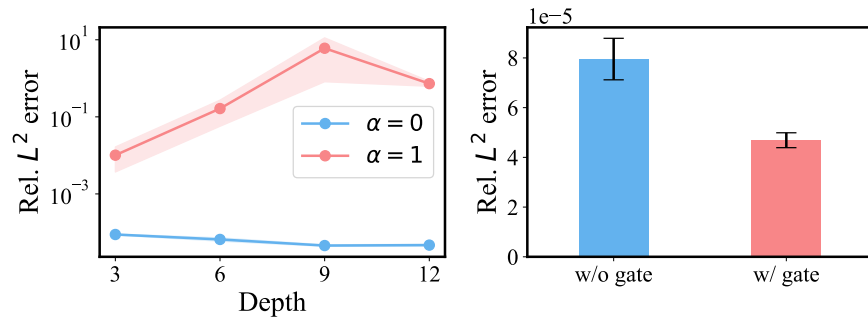 Rel. L² error
10¹
10⁻¹
10⁻³
α = 0
α = 1
3 6 9 12
Depth
1e−5
Rel. L² error
8
6
4
2
0
w/o gate w/ gate